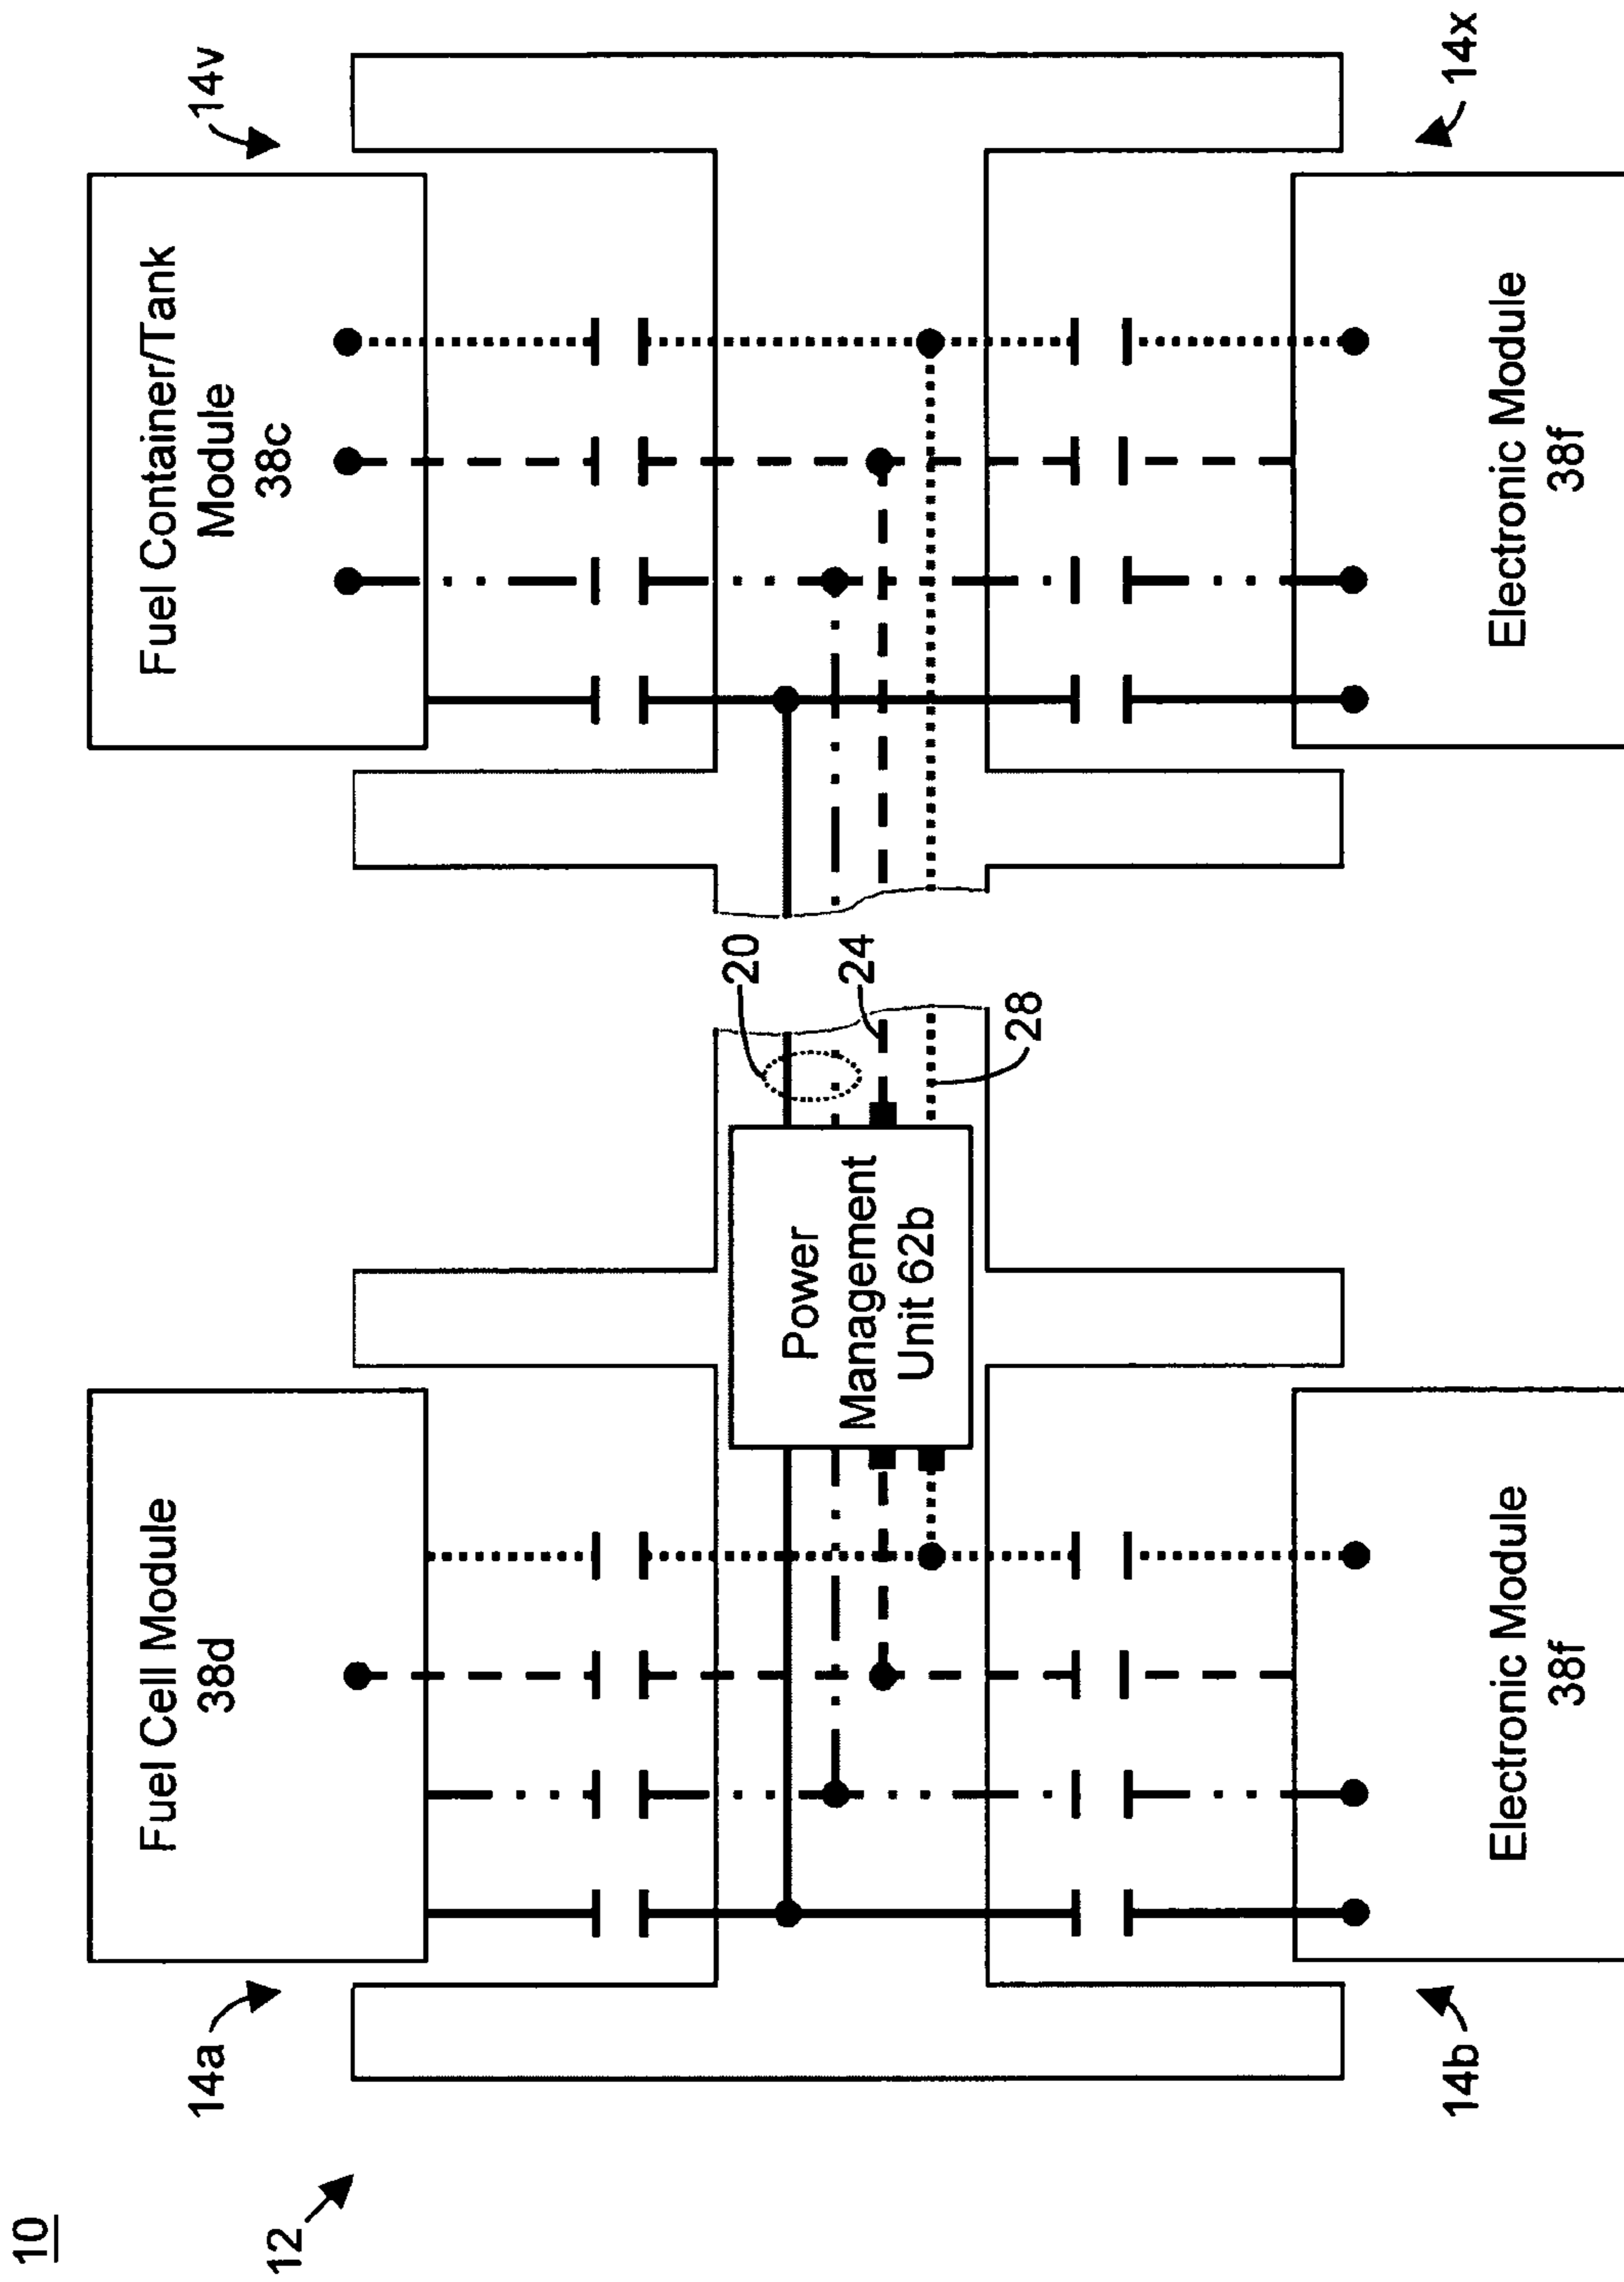 10
12
14a
Fuel Cell Module
38d
14v
Fuel Container/Tank
Module
38c
20
24
28
Power
Management
Unit 62b
14b
Electronic Module
38f
14x
Electronic Module
38f